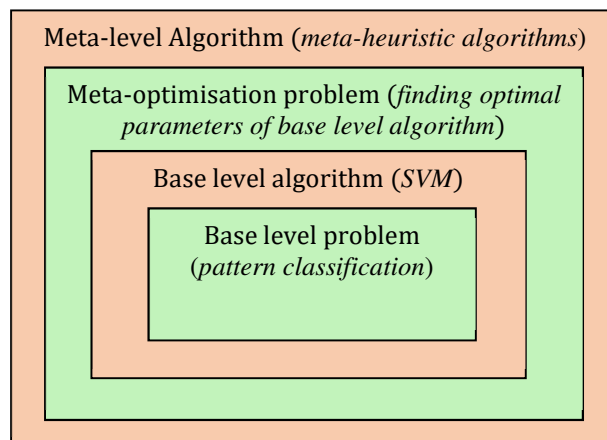 Meta-level Algorithm (meta-heuristic algorithms)
Meta-optimisation problem (finding optimal
parameters of base level algorithm)
Base level algorithm (SVM)
Base level problem
(pattern classification)